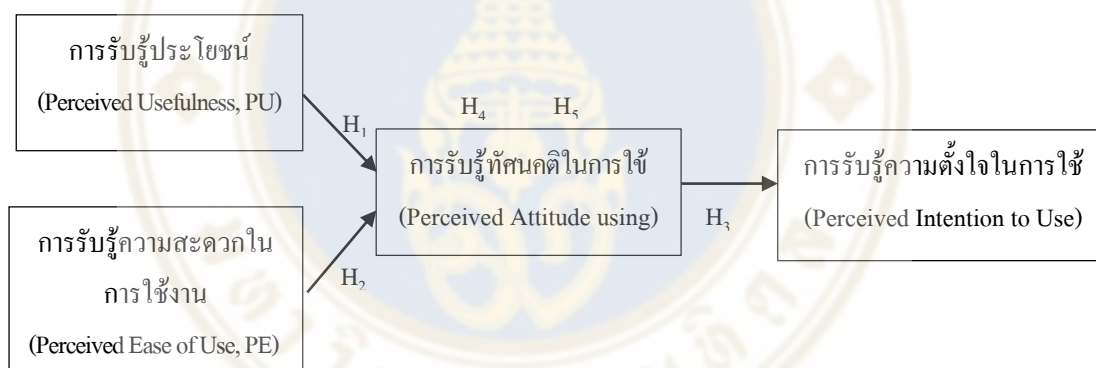 การรับรู้ประโยชน์
(Perceived Usefulness, PU)
H₁
H₄ H₅
การรับรู้ทัศนคติในการใช้
(Perceived Attitude using)
H₃
การรับรู้ความตั้งใจในการใช้
(Perceived Intention to Use)
การรับรู้ความสะดวกใน
การใช้งาน
(Perceived Ease of Use, PE)
H₂